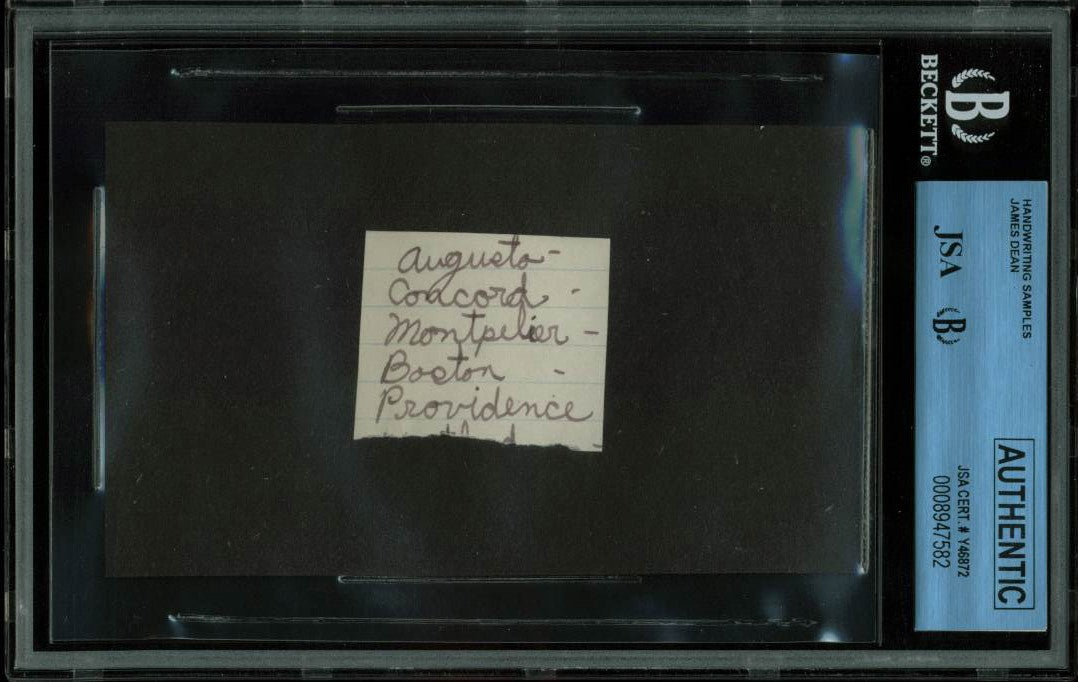 Augusta -
Concord -
Montpelier -
Boston -
Providence
B
BECKETT®
HANDWRITING SAMPLES
JAMES DEAN
JSA B
AUTHENTIC
JSA CERT. # Y46872
0008947582